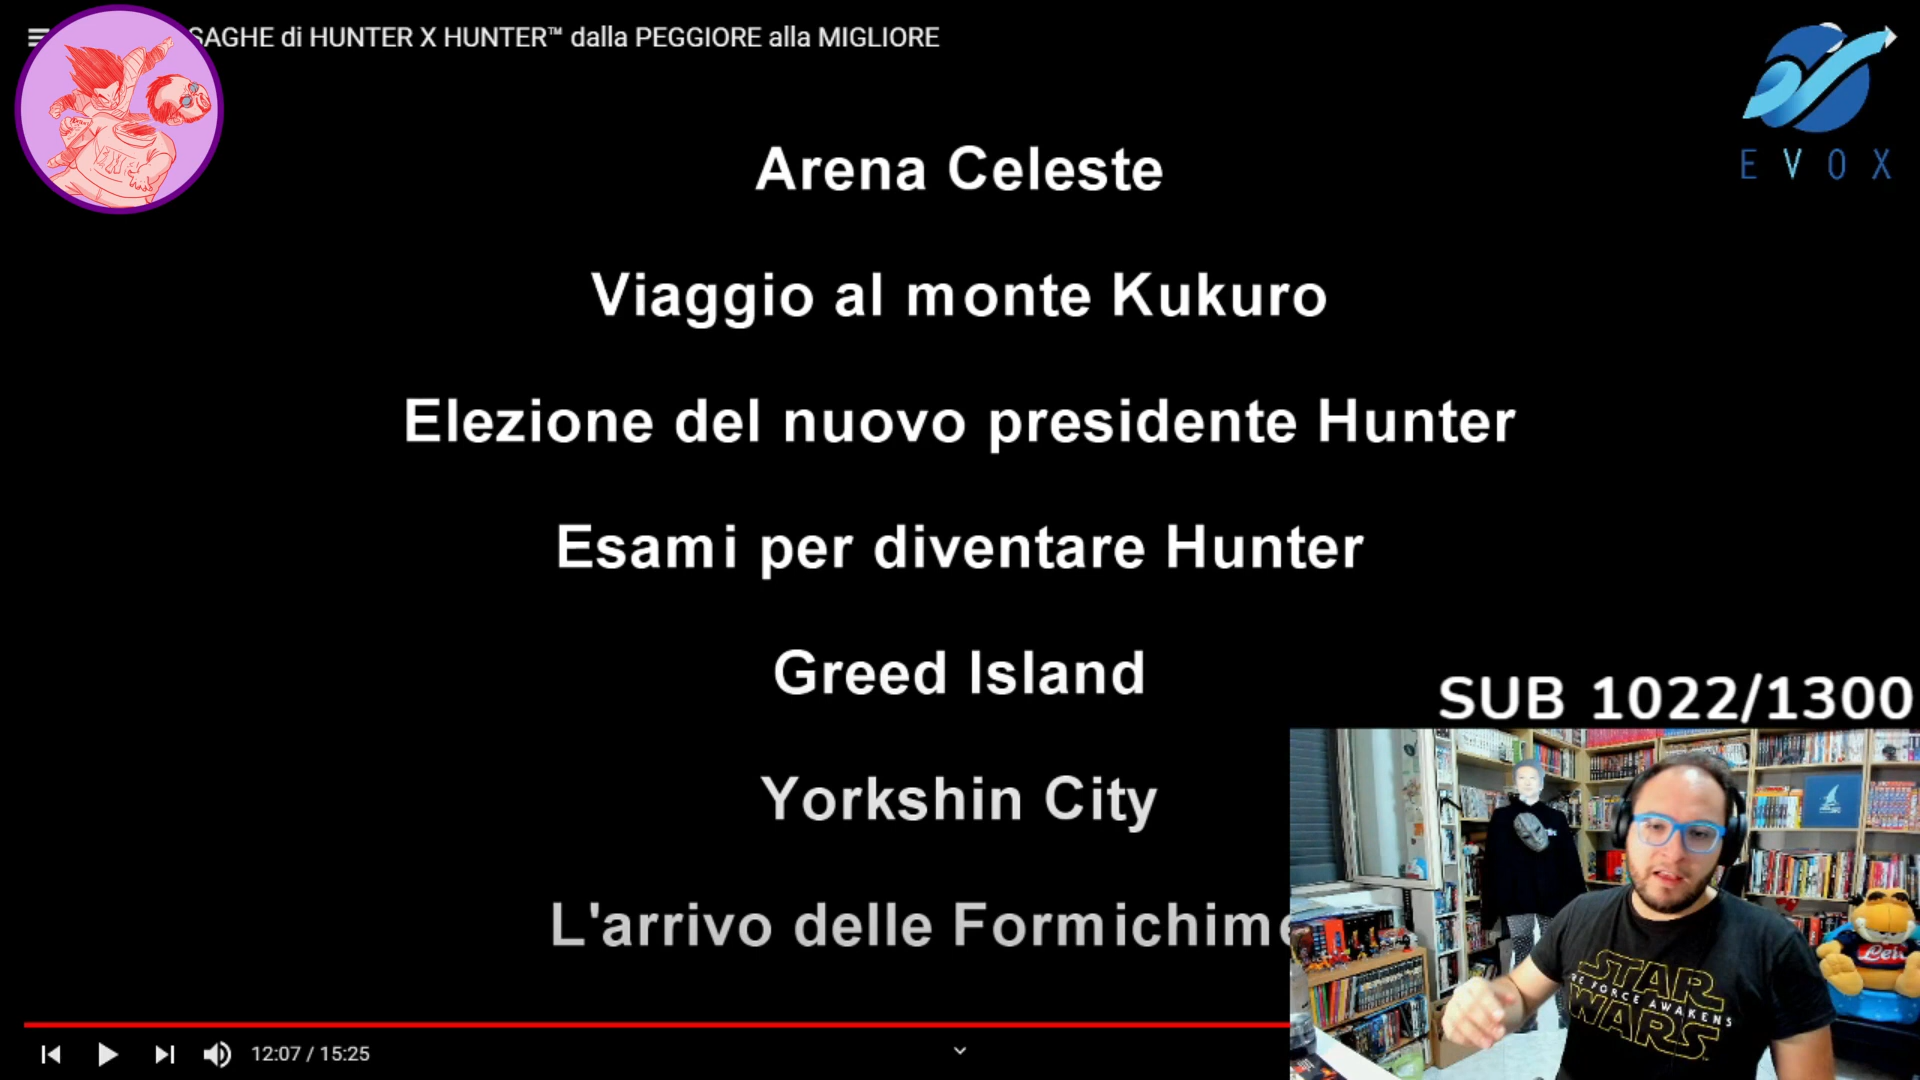 SAGHE di HUNTER X HUNTER™ dalla PEGGIORE alla MIGLIORE
EVOX
Arena Celeste
Viaggio al monte Kukuro
Elezione del nuovo presidente Hunter
Esami per diventare Hunter
Greed Island
Yorkshin City
L'arrivo delle Formichime
SUB 1022/1300
STAR
THE FORCE AWAKENS
WARS
12:07 / 15:25